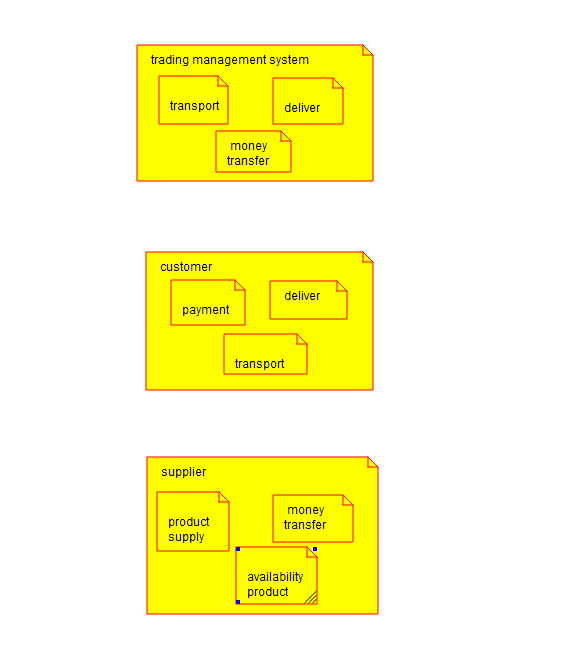 trading management system
transport
deliver
money
transfer
customer
payment
deliver
transport
supplier
product
supply
money
transfer
availability
product